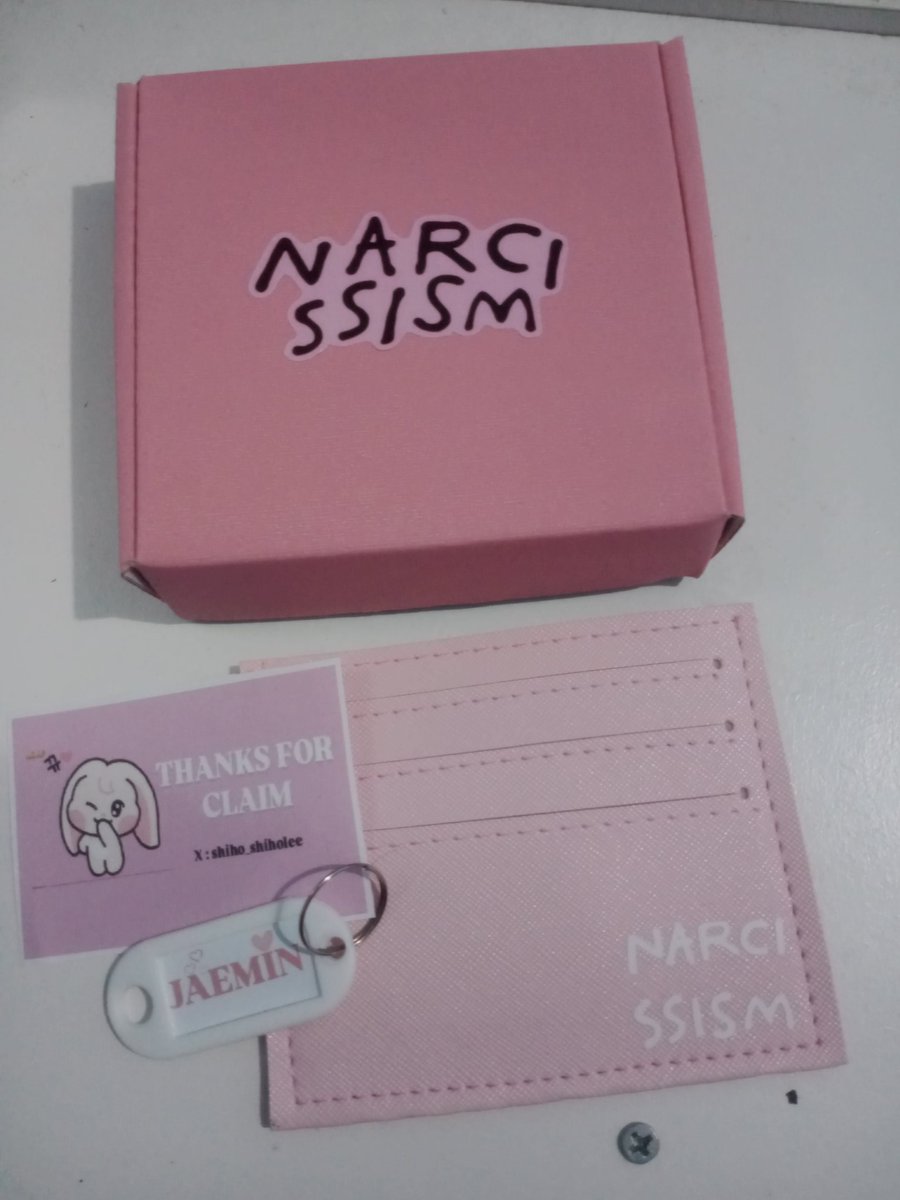 NARCI
SSISM
THANKS FOR
CLAIM
X : shiho_shiholee
JAEMIN
NARCI
SSISM